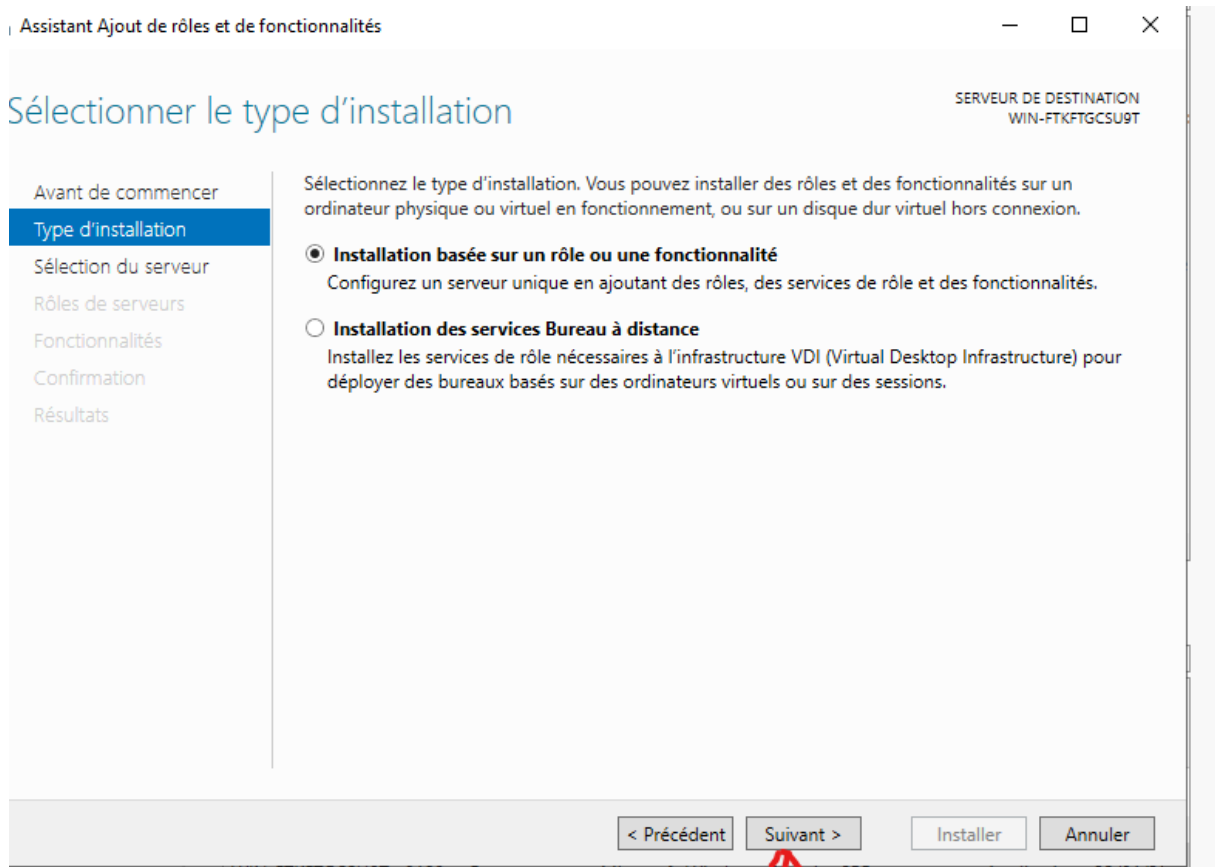 Assistant Ajout de rôles et de fonctionnalités
Sélectionner le type d’installation
SERVEUR DE DESTINATION
WIN-FTKFTGCSU9T
Avant de commencer
Type d’installation
Sélection du serveur
Rôles de serveurs
Fonctionnalités
Confirmation
Résultats
Sélectionnez le type d’installation. Vous pouvez installer des rôles et des fonctionnalités sur un
ordinateur physique ou virtuel en fonctionnement, ou sur un disque dur virtuel hors connexion.
Installation basée sur un rôle ou une fonctionnalité
Configurez un serveur unique en ajoutant des rôles, des services de rôle et des fonctionnalités.
Installation des services Bureau à distance
Installez les services de rôle nécessaires à l’infrastructure VDI (Virtual Desktop Infrastructure) pour
déployer des bureaux basés sur des ordinateurs virtuels ou sur des sessions.
< Précédent
Suivant >
Installer
Annuler